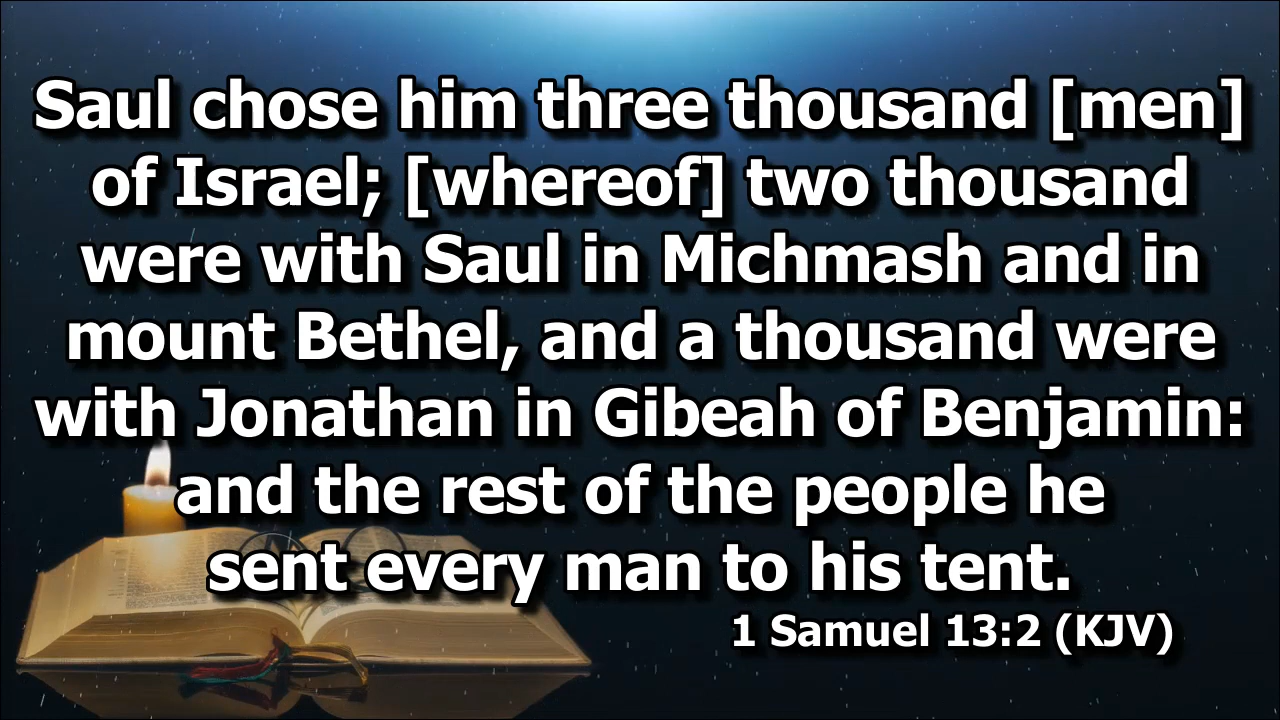 Saul chose him three thousand [men]
of Israel; [whereof] two thousand
were with Saul in Michmash and in
mount Bethel, and a thousand were
with Jonathan in Gibeah of Benjamin:
and the rest of the people he
sent every man to his tent.
1 Samuel 13:2 (KJV)